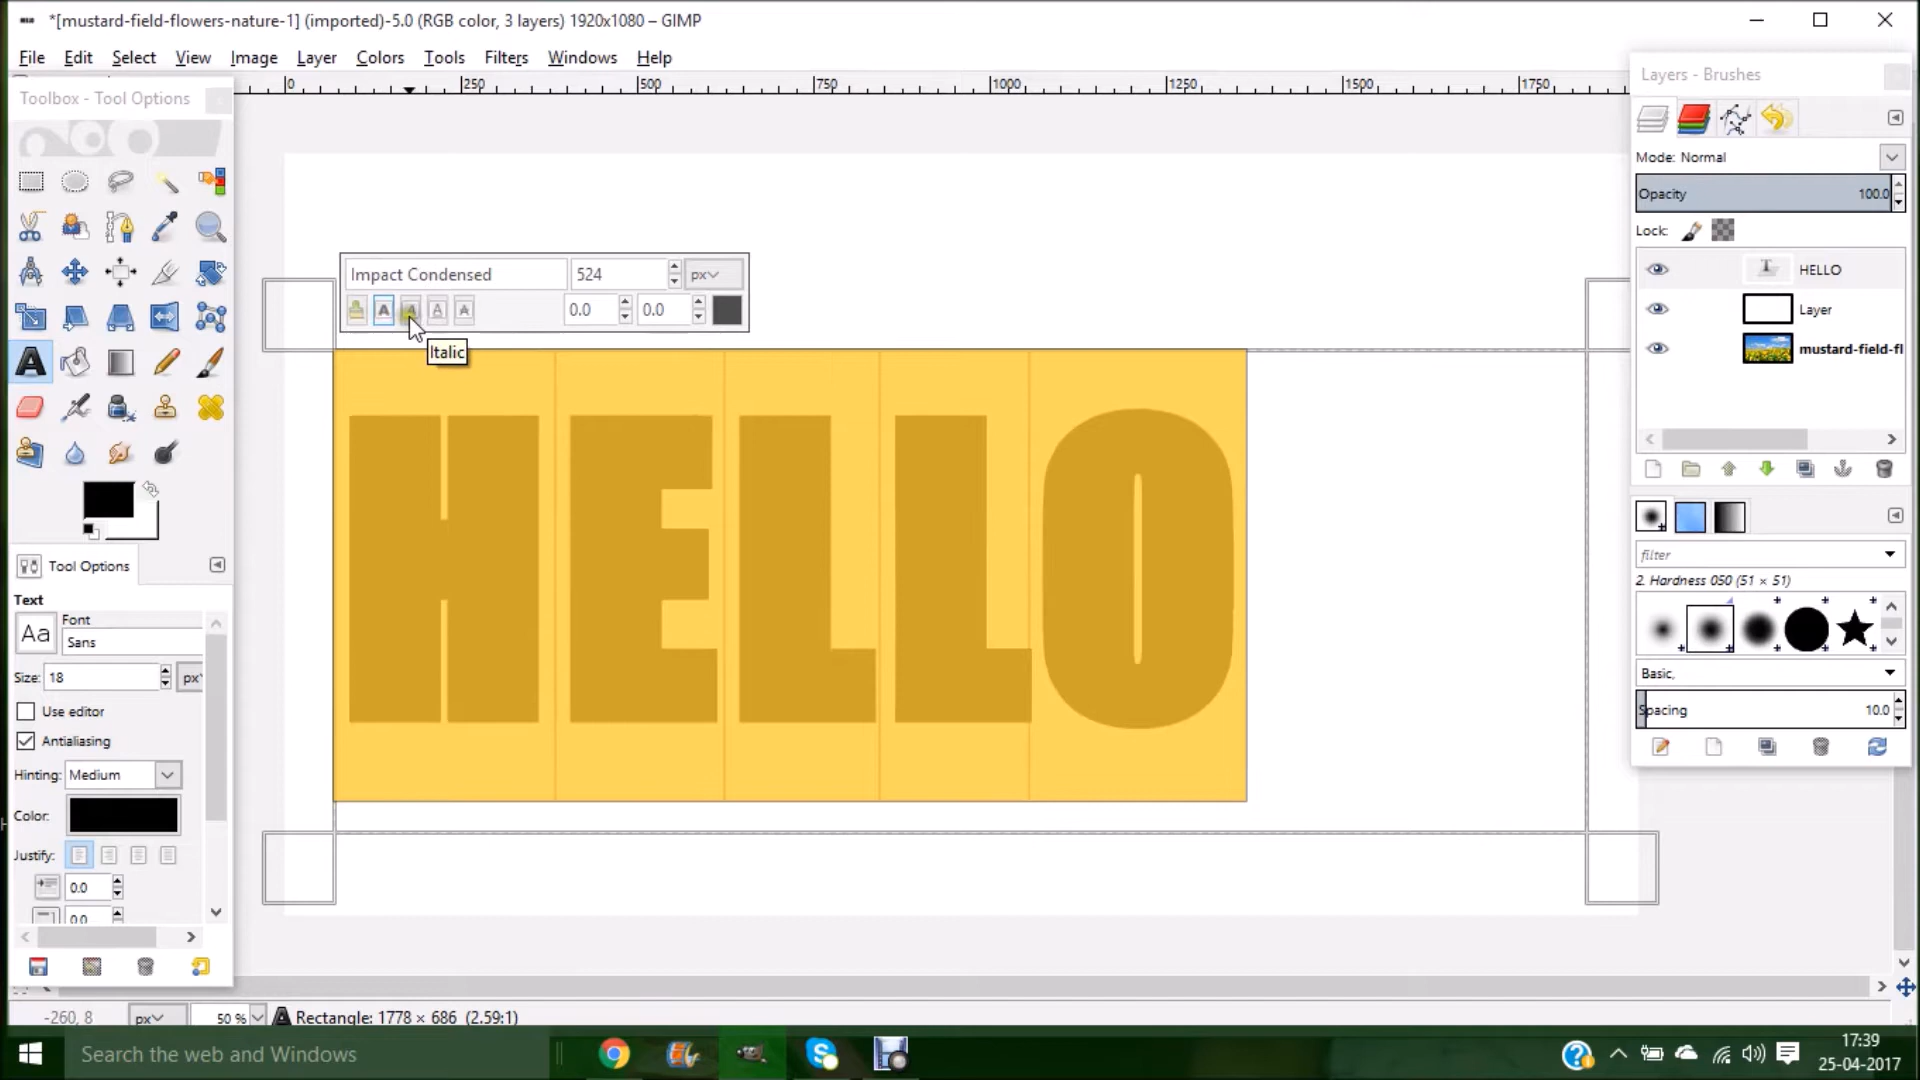 *[mustard-field-flowers-nature-1] (imported)-5.0 (RGB color, 3 layers) 1920x1080 – GIMP
File Edit Select View Image Layer Colors Tools Filters Windows Help
Toolbox - Tool Options
0 250 500 750 1000 1250 1500 1750
Layers - Brushes
Mode: Normal
Opacity 100.0
Lock:
HELLO
Layer
mustard-field-fl
Impact Condensed 524 px
0.0 0.0
Italic
HELLO
Tool Options
Text
Font
Aa Sans
Size: 18 px
Use editor
Antialiasing
Hinting: Medium
Color:
Justify:
0.0
0.0
filter
2. Hardness 050 (51 × 51)
Basic,
Spacing 10.0
-260, 8 px 50 % Rectangle: 1778 × 686 (2.59:1)
Search the web and Windows
17:39
25-04-2017